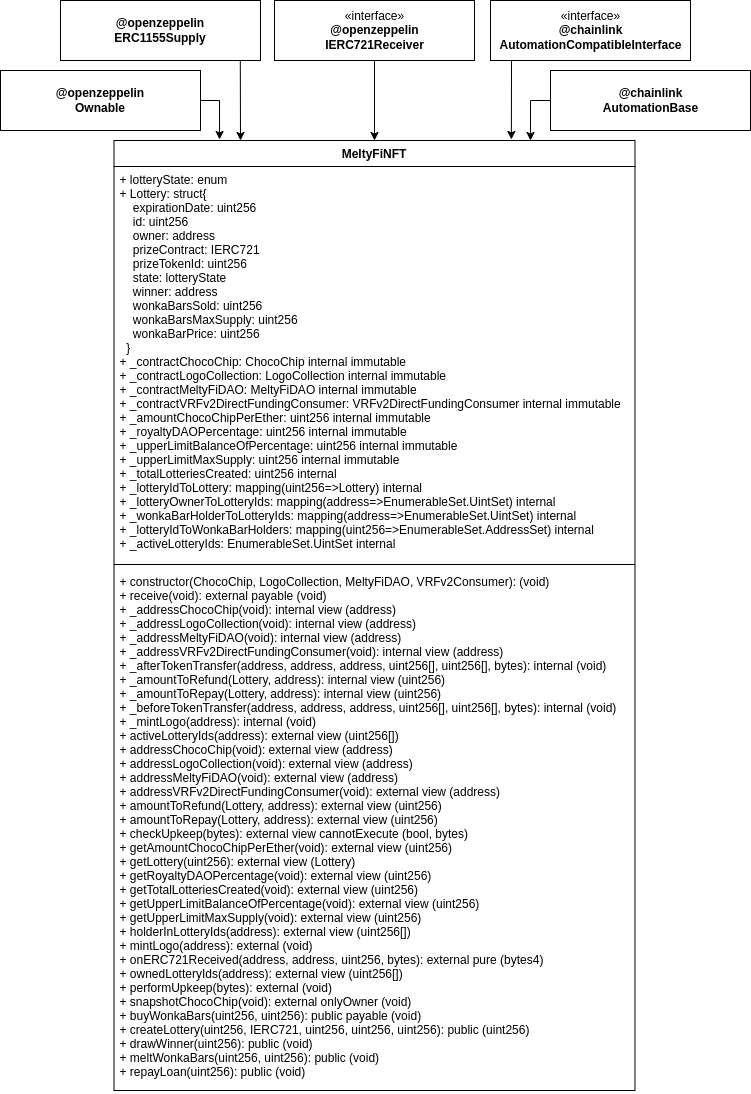 @openzeppelin
ERC1155Supply
«interface»
@openzeppelin
IERC721Receiver
«interface»
@chainlink
AutomationCompatibleInterface
@openzeppelin
Ownable
@chainlink
AutomationBase
MeltyFiNFT
+ lotteryState: enum
+ Lottery: struct{
expirationDate: uint256
id: uint256
owner: address
prizeContract: IERC721
prizeTokenId: uint256
state: lotteryState
winner: address
wonkaBarsSold: uint256
wonkaBarsMaxSupply: uint256
wonkaBarPrice: uint256
}
+ _contractChocoChip: ChocoChip internal immutable
+ _contractLogoCollection: LogoCollection internal immutable
+ _contractMeltyFiDAO: MeltyFiDAO internal immutable
+ _contractVRFv2DirectFundingConsumer: VRFv2DirectFundingConsumer internal immutable
+ _amountChocoChipPerEther: uint256 internal immutable
+ _royaltyDAOPercentage: uint256 internal immutable
+ _upperLimitBalanceOfPercentage: uint256 internal immutable
+ _upperLimitMaxSupply: uint256 internal immutable
+ _totalLotteriesCreated: uint256 internal
+ _lotteryIdToLottery: mapping(uint256=>Lottery) internal
+ _lotteryOwnerToLotteryIds: mapping(address=>EnumerableSet.UintSet) internal
+ _wonkaBarHolderToLotteryIds: mapping(address=>EnumerableSet.UintSet) internal
+ _lotteryIdToWonkaBarHolders: mapping(uint256=>EnumerableSet.AddressSet) internal
+ _activeLotteryIds: EnumerableSet.UintSet internal
+ constructor(ChocoChip, LogoCollection, MeltyFiDAO, VRFv2Consumer): (void)
+ receive(void): external payable (void)
+ _addressChocoChip(void): internal view (address)
+ _addressLogoCollection(void): internal view (address)
+ _addressMeltyFiDAO(void): internal view (address)
+ _addressVRFv2DirectFundingConsumer(void): internal view (address)
+ _afterTokenTransfer(address, address, address, uint256[], uint256[], bytes): internal (void)
+ _amountToRefund(Lottery, address): internal view (uint256)
+ _amountToRepay(Lottery, address): internal view (uint256)
+ _beforeTokenTransfer(address, address, address, uint256[], uint256[], bytes): internal (void)
+ _mintLogo(address): internal (void)
+ activeLotteryIds(address): external view (uint256[])
+ addressChocoChip(void): external view (address)
+ addressLogoCollection(void): external view (address)
+ addressMeltyFiDAO(void): external view (address)
+ addressVRFv2DirectFundingConsumer(void): external view (address)
+ amountToRefund(Lottery, address): external view (uint256)
+ amountToRepay(Lottery, address): external view (uint256)
+ checkUpkeep(bytes): external view cannotExecute (bool, bytes)
+ getAmountChocoChipPerEther(void): external view (uint256)
+ getLottery(uint256): external view (Lottery)
+ getRoyaltyDAOPercentage(void): external view (uint256)
+ getTotalLotteriesCreated(void): external view (uint256)
+ getUpperLimitBalanceOfPercentage(void): external view (uint256)
+ getUpperLimitMaxSupply(void): external view (uint256)
+ holderInLotteryIds(address): external view (uint256[])
+ mintLogo(address): external (void)
+ onERC721Received(address, address, uint256, bytes): external pure (bytes4)
+ ownedLotteryIds(address): external view (uint256[])
+ performUpkeep(bytes): external (void)
+ snapshotChocoChip(void): external onlyOwner (void)
+ buyWonkaBars(uint256, uint256): public payable (void)
+ createLottery(uint256, IERC721, uint256, uint256, uint256): public (uint256)
+ drawWinner(uint256): public (void)
+ meltWonkaBars(uint256, uint256): public (void)
+ repayLoan(uint256): public (void)